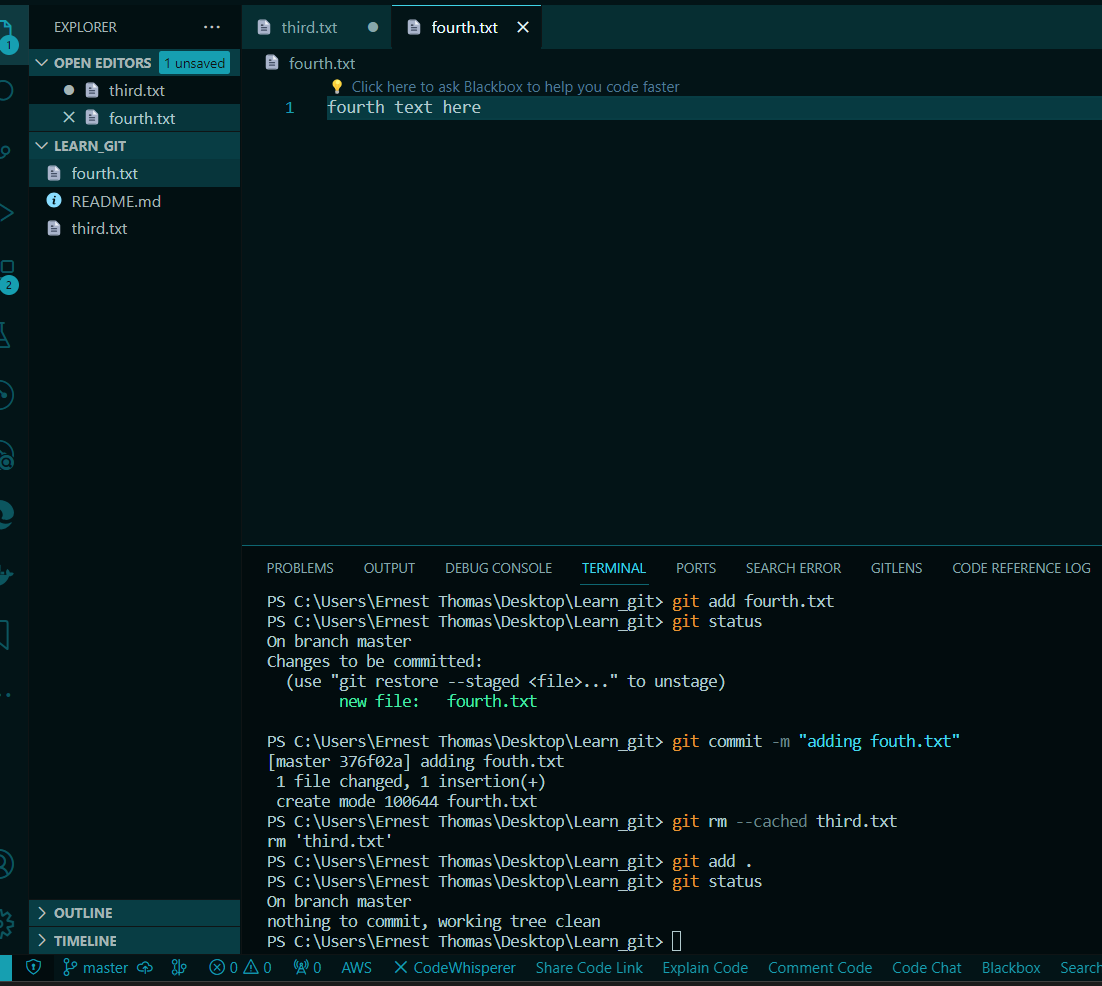 EXPLORER ...
third.txt
fourth.txt
OPEN EDITORS 1 unsaved
third.txt
fourth.txt
LEARN_GIT
fourth.txt
README.md
third.txt
OUTLINE
TIMELINE
1
2
fourth.txt
Click here to ask Blackbox to help you code faster
1 fourth text here
PROBLEMS OUTPUT DEBUG CONSOLE TERMINAL PORTS SEARCH ERROR GITLENS CODE REFERENCE LOG
PS C:\Users\Ernest Thomas\Desktop\Learn_git> git add fourth.txt
PS C:\Users\Ernest Thomas\Desktop\Learn_git> git status
On branch master
Changes to be committed:
(use "git restore --staged <file>..." to unstage)
new file: fourth.txt
PS C:\Users\Ernest Thomas\Desktop\Learn_git> git commit -m "adding fouth.txt"
[master 376f02a] adding fouth.txt
1 file changed, 1 insertion(+)
create mode 100644 fourth.txt
PS C:\Users\Ernest Thomas\Desktop\Learn_git> git rm --cached third.txt
rm 'third.txt'
PS C:\Users\Ernest Thomas\Desktop\Learn_git> git add .
PS C:\Users\Ernest Thomas\Desktop\Learn_git> git status
On branch master
nothing to commit, working tree clean
PS C:\Users\Ernest Thomas\Desktop\Learn_git>
master 0 0 0 AWS CodeWhisperer Share Code Link Explain Code Comment Code Code Chat Blackbox Search